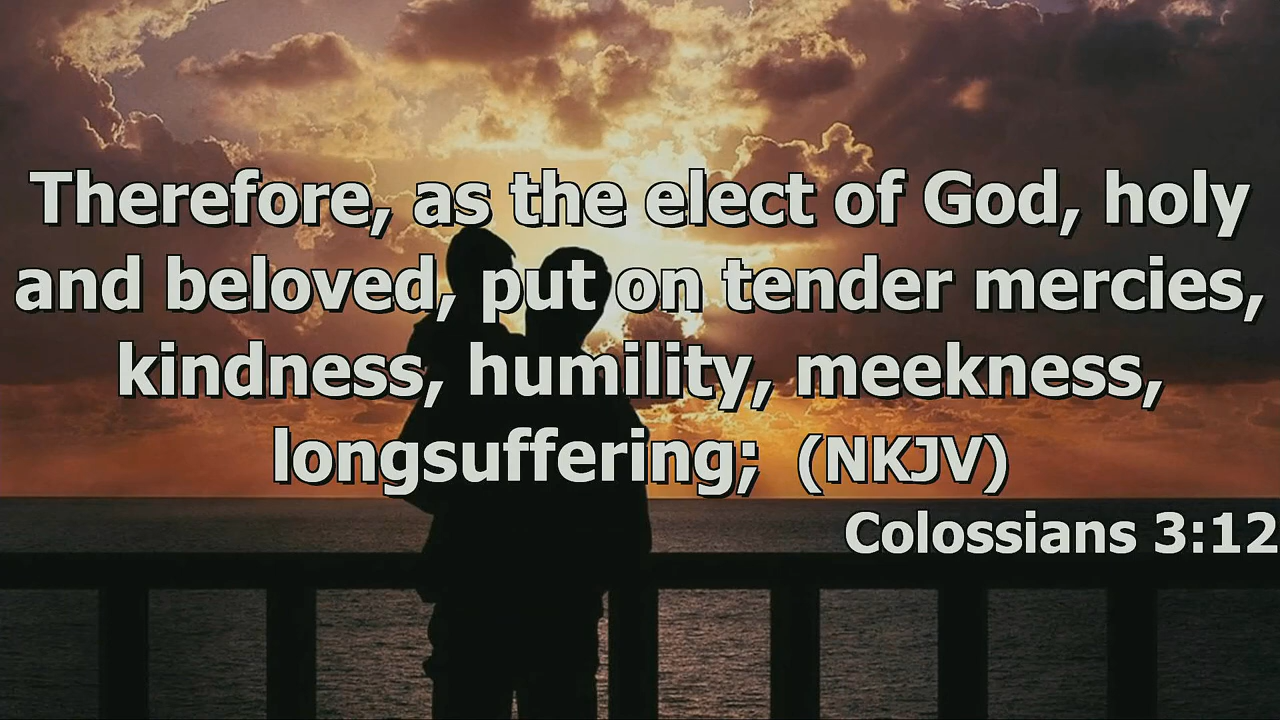 Therefore, as the elect of God, holy
and beloved, put on tender mercies,
kindness, humility, meekness,
longsuffering; (NKJV)
Colossians 3:12